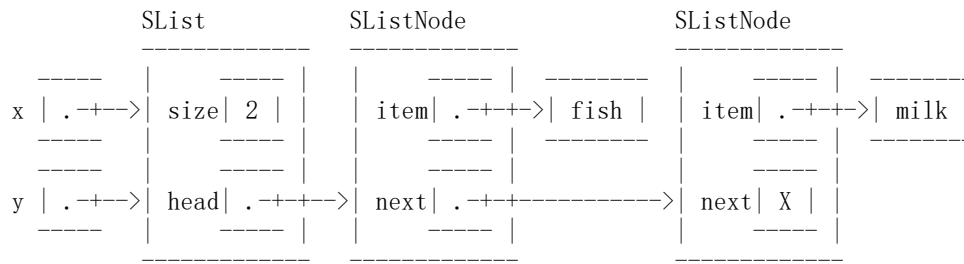 SList SListNode SListNode
x . size 2 item . fish item . milk
y . head . next . next X